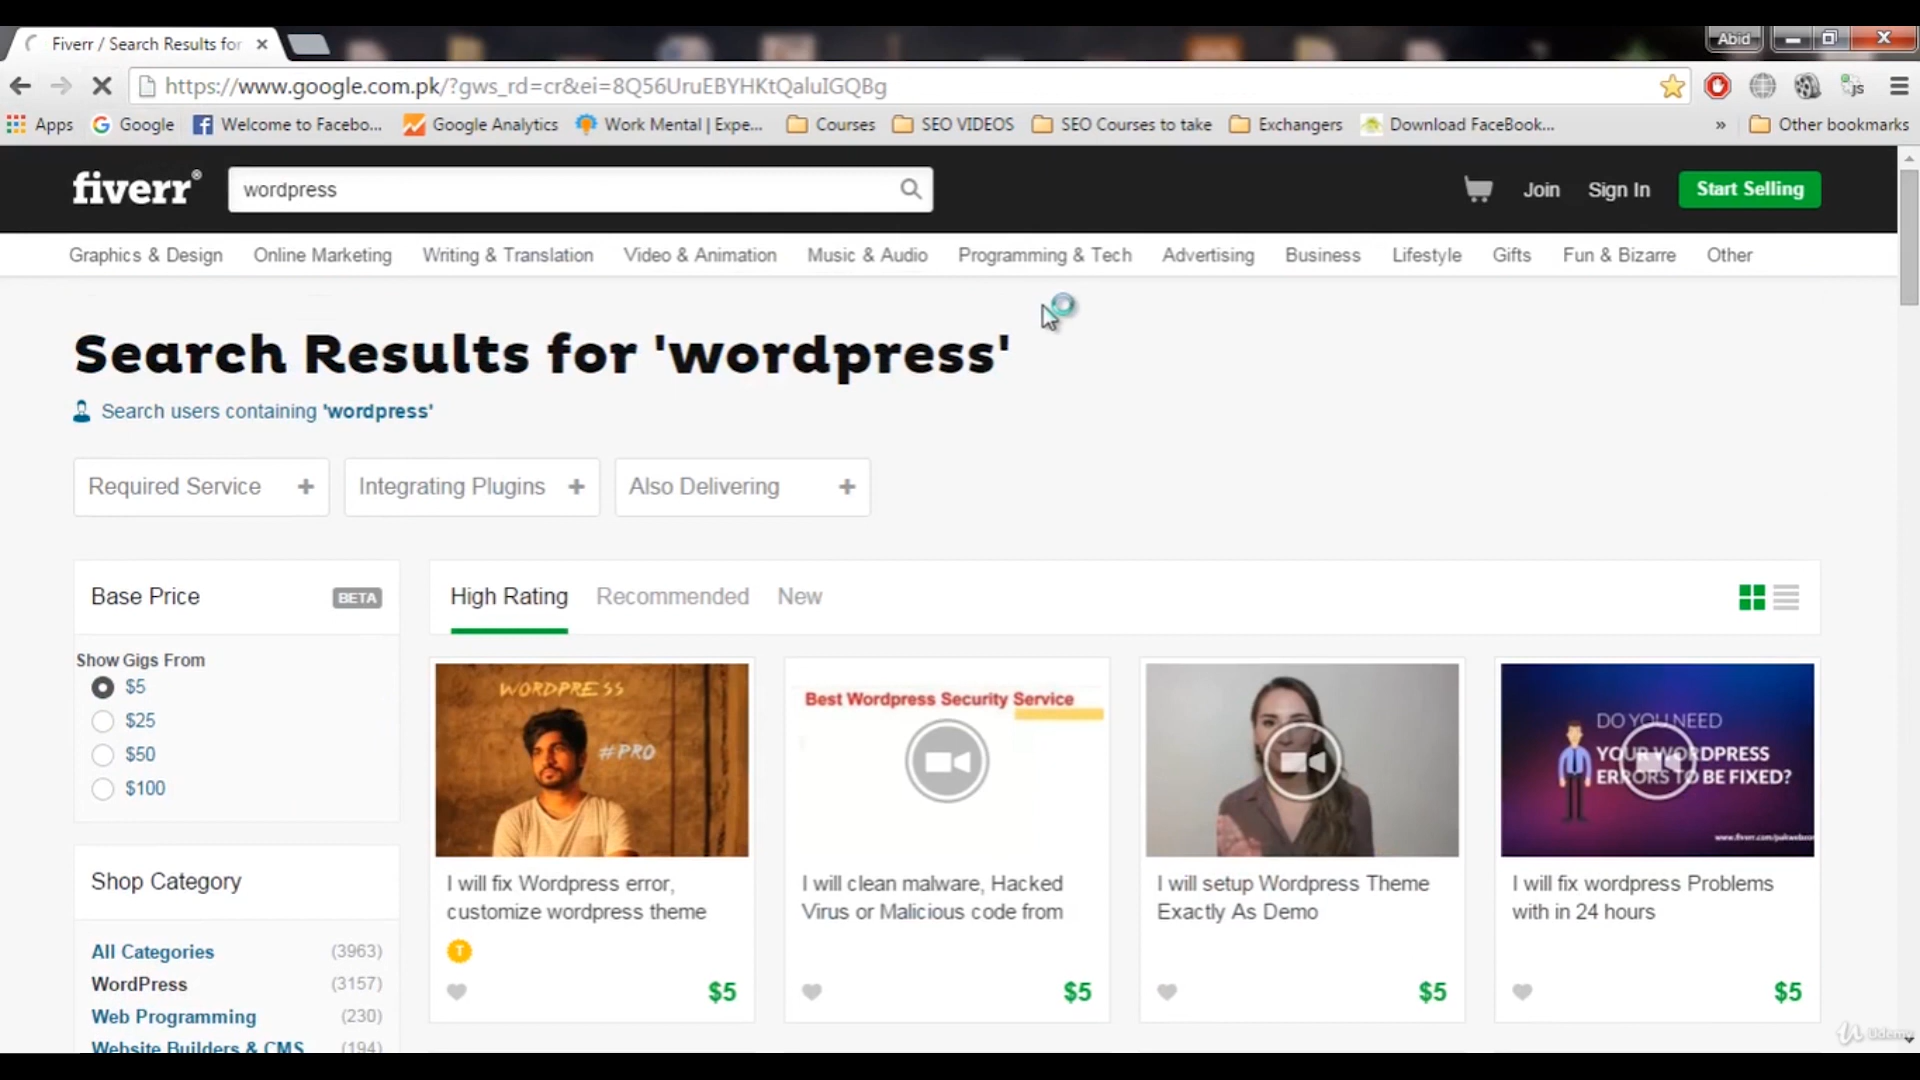 Fiverr / Search Results for
Abid
https://www.google.com.pk/?gws_rd=cr&ei=8Q56UruEBYHKtQaluIGQBg
Apps Google Welcome to Facebo... Google Analytics Work Mental | Expe... Courses SEO VIDEOS SEO Courses to take Exchangers Download FaceBook... » Other bookmarks
fiverr®
wordpress
Join Sign In Start Selling
Graphics & Design Online Marketing Writing & Translation Video & Animation Music & Audio Programming & Tech Advertising Business Lifestyle Gifts Fun & Bizarre Other
Search Results for 'wordpress'
Search users containing 'wordpress'
Required Service + Integrating Plugins + Also Delivering +
Base Price BETA
High Rating Recommended New
Show Gigs From
$5
$25
$50
$100
WORDPRESS
#PRO
Best Wordpress Security Service
DO YOU NEED
YOUR WORDPRESS
ERRORS TO BE FIXED?
I will fix Wordpress error,
customize wordpress theme
T
$5
I will clean malware, Hacked
Virus or Malicious code from
$5
I will setup Wordpress Theme
Exactly As Demo
$5
I will fix wordpress Problems
with in 24 hours
$5
Shop Category
All Categories (3963)
WordPress (3157)
Web Programming (230)
Website Builders & CMS (194)
Udemy